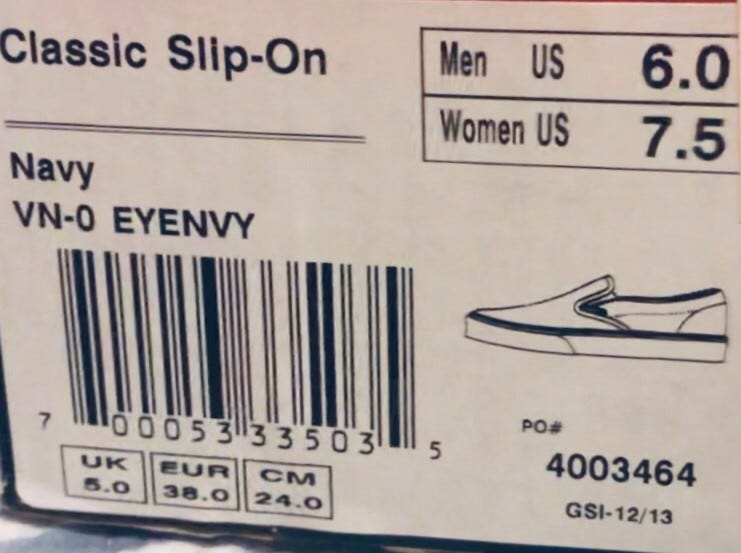 Classic Slip-On
Men US 6.0
Women US 7.5
Navy
VN-0 EYENVY
7 00053 33503 5
UK EUR CM
5.0 38.0 24.0
PO#
4003464
GSI-12/13